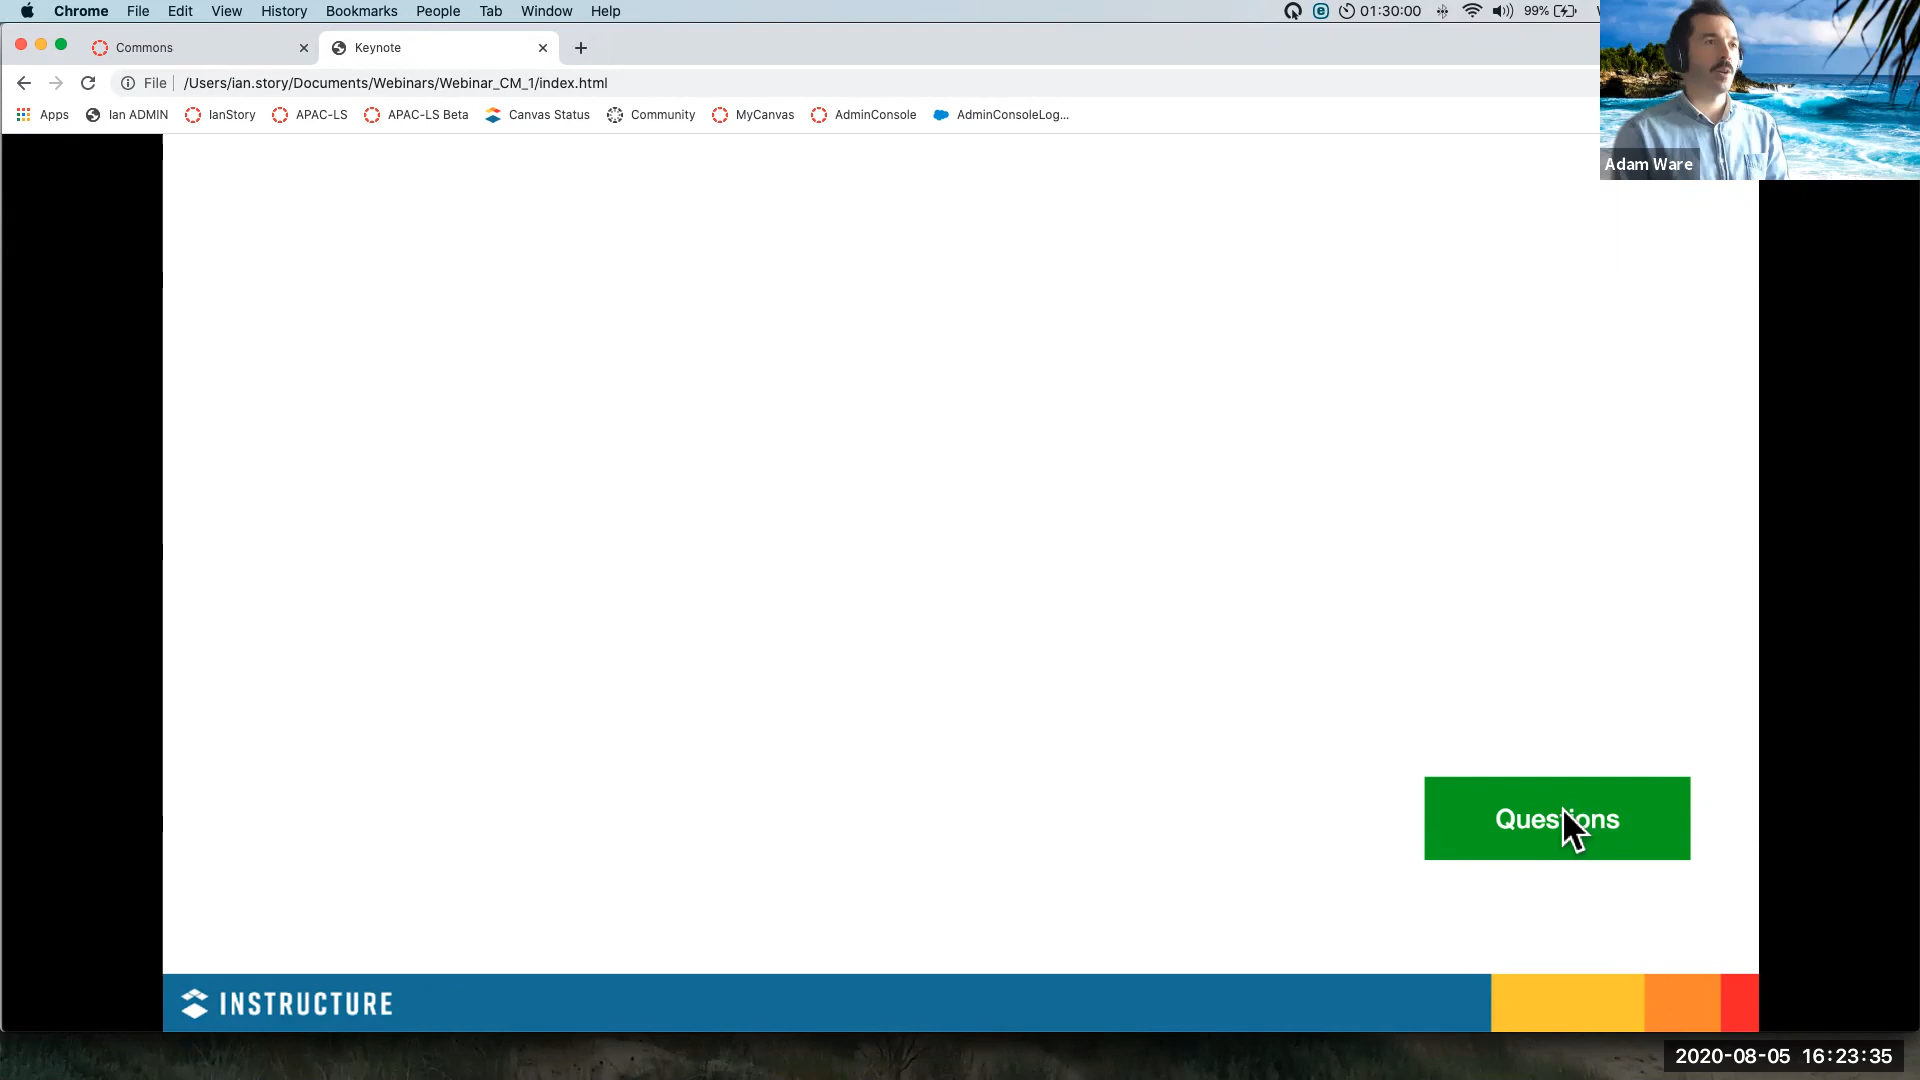 Chrome File Edit View History Bookmarks People Tab Window Help 01:30:00 99%
Commons Keynote
File /Users/ian.story/Documents/Webinars/Webinar_CM_1/index.html
Apps Ian ADMIN IanStory APAC-LS APAC-LS Beta Canvas Status Community MyCanvas AdminConsole AdminConsoleLog...
Adam Ware
Questions
INSTRUCTURE
2020-08-05 16:23:35